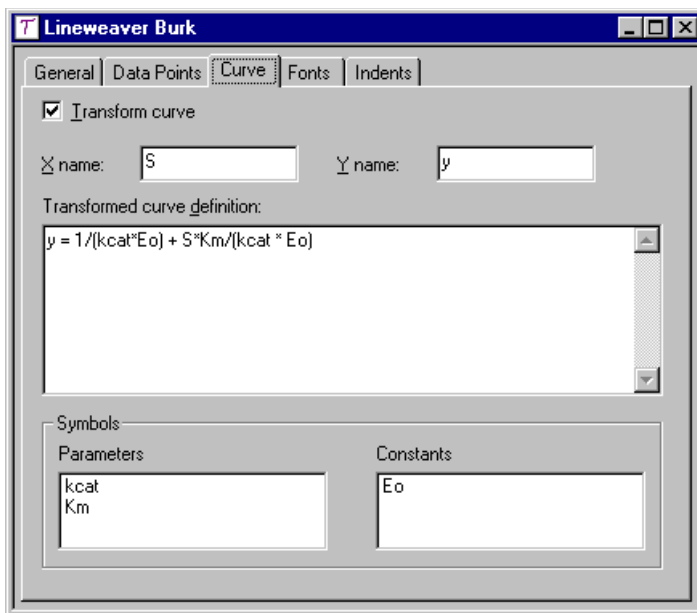 Lineweaver Burk
General Data Points Curve Fonts Indents
Transform curve
X name: S Y name: y
Transformed curve definition:
y = 1/(kcat*Eo) + S*Km/(kcat * Eo)
Symbols
Parameters Constants
kcat Eo
Km